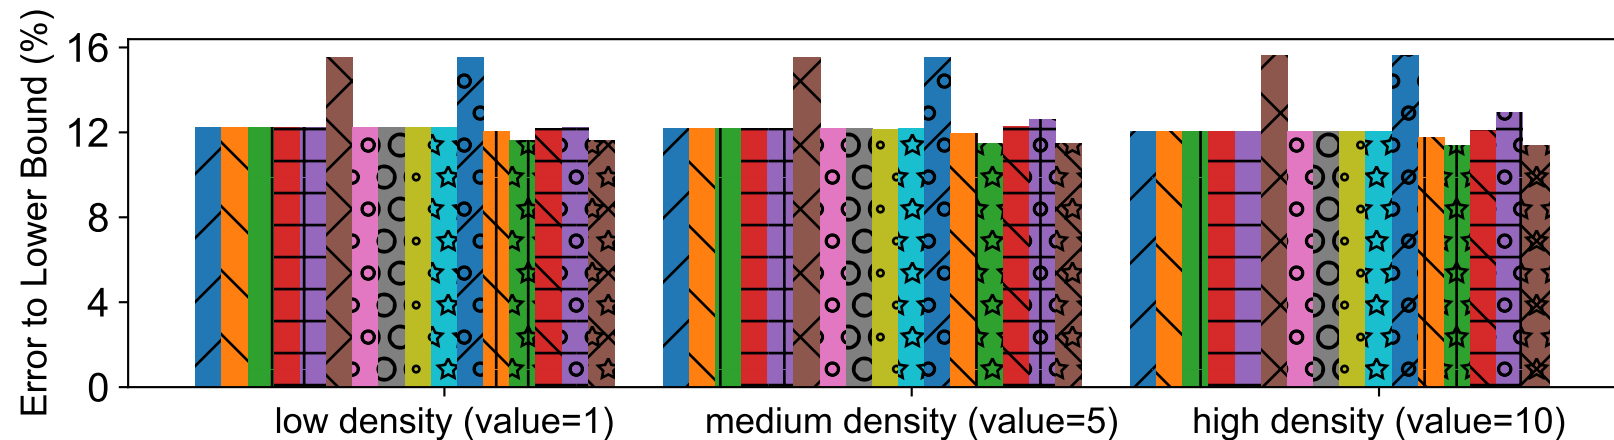 Error to Lower Bound (%)
16
12
8
4
0
low density (value=1)
medium density (value=5)
high density (value=10)